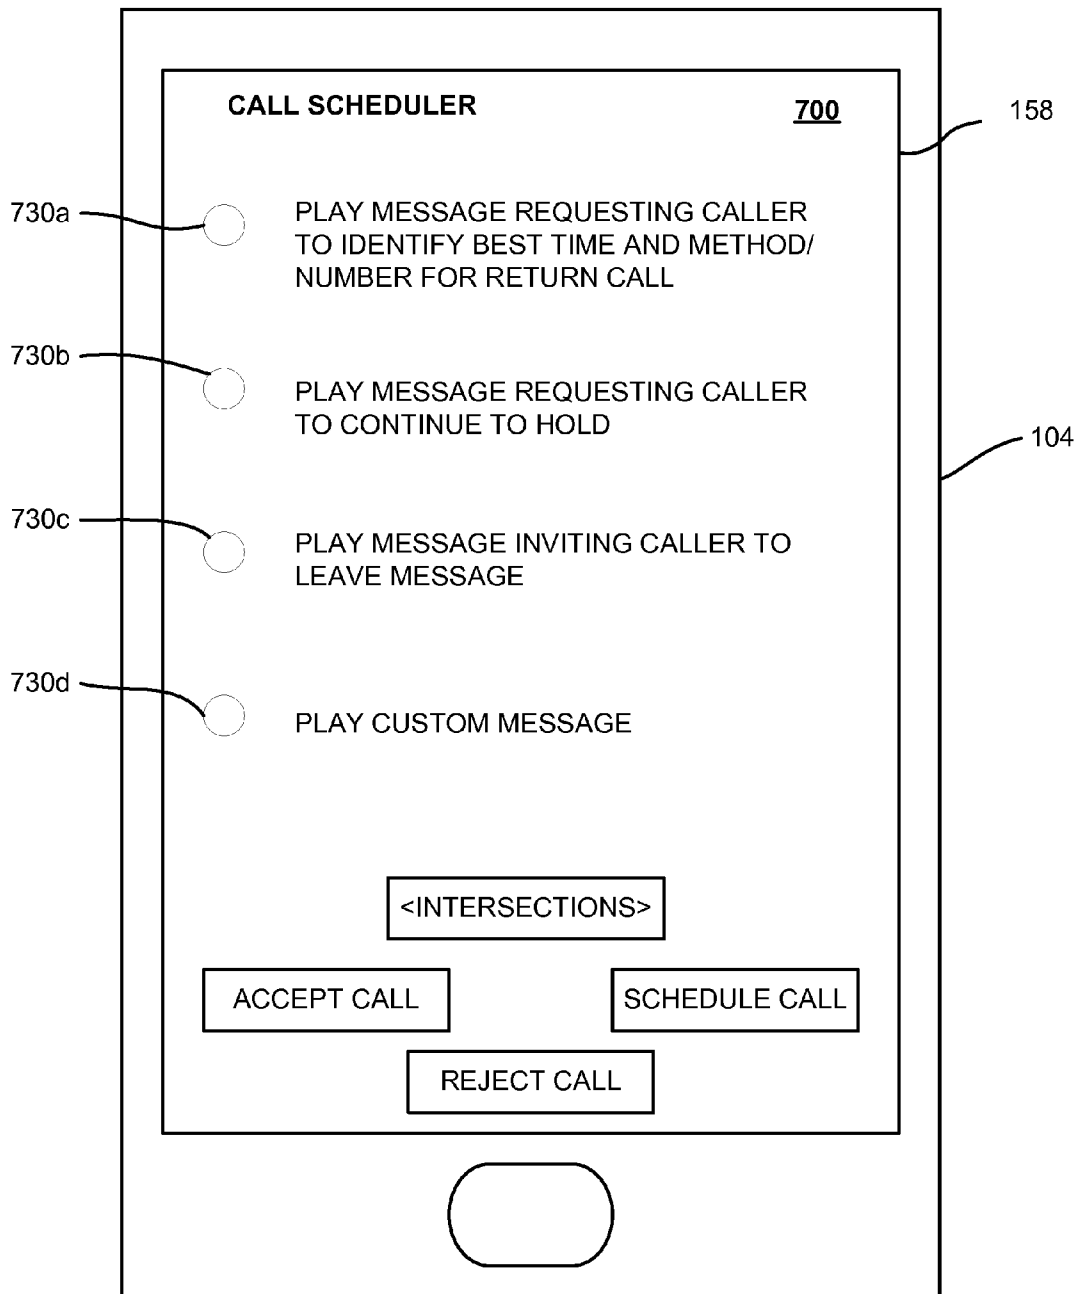 CALL SCHEDULER
700
158
730a
PLAY MESSAGE REQUESTING CALLER
TO IDENTIFY BEST TIME AND METHOD/
NUMBER FOR RETURN CALL
730b
PLAY MESSAGE REQUESTING CALLER
TO CONTINUE TO HOLD
104
730c
PLAY MESSAGE INVITING CALLER TO
LEAVE MESSAGE
730d
PLAY CUSTOM MESSAGE
<INTERSECTIONS>
ACCEPT CALL
SCHEDULE CALL
REJECT CALL